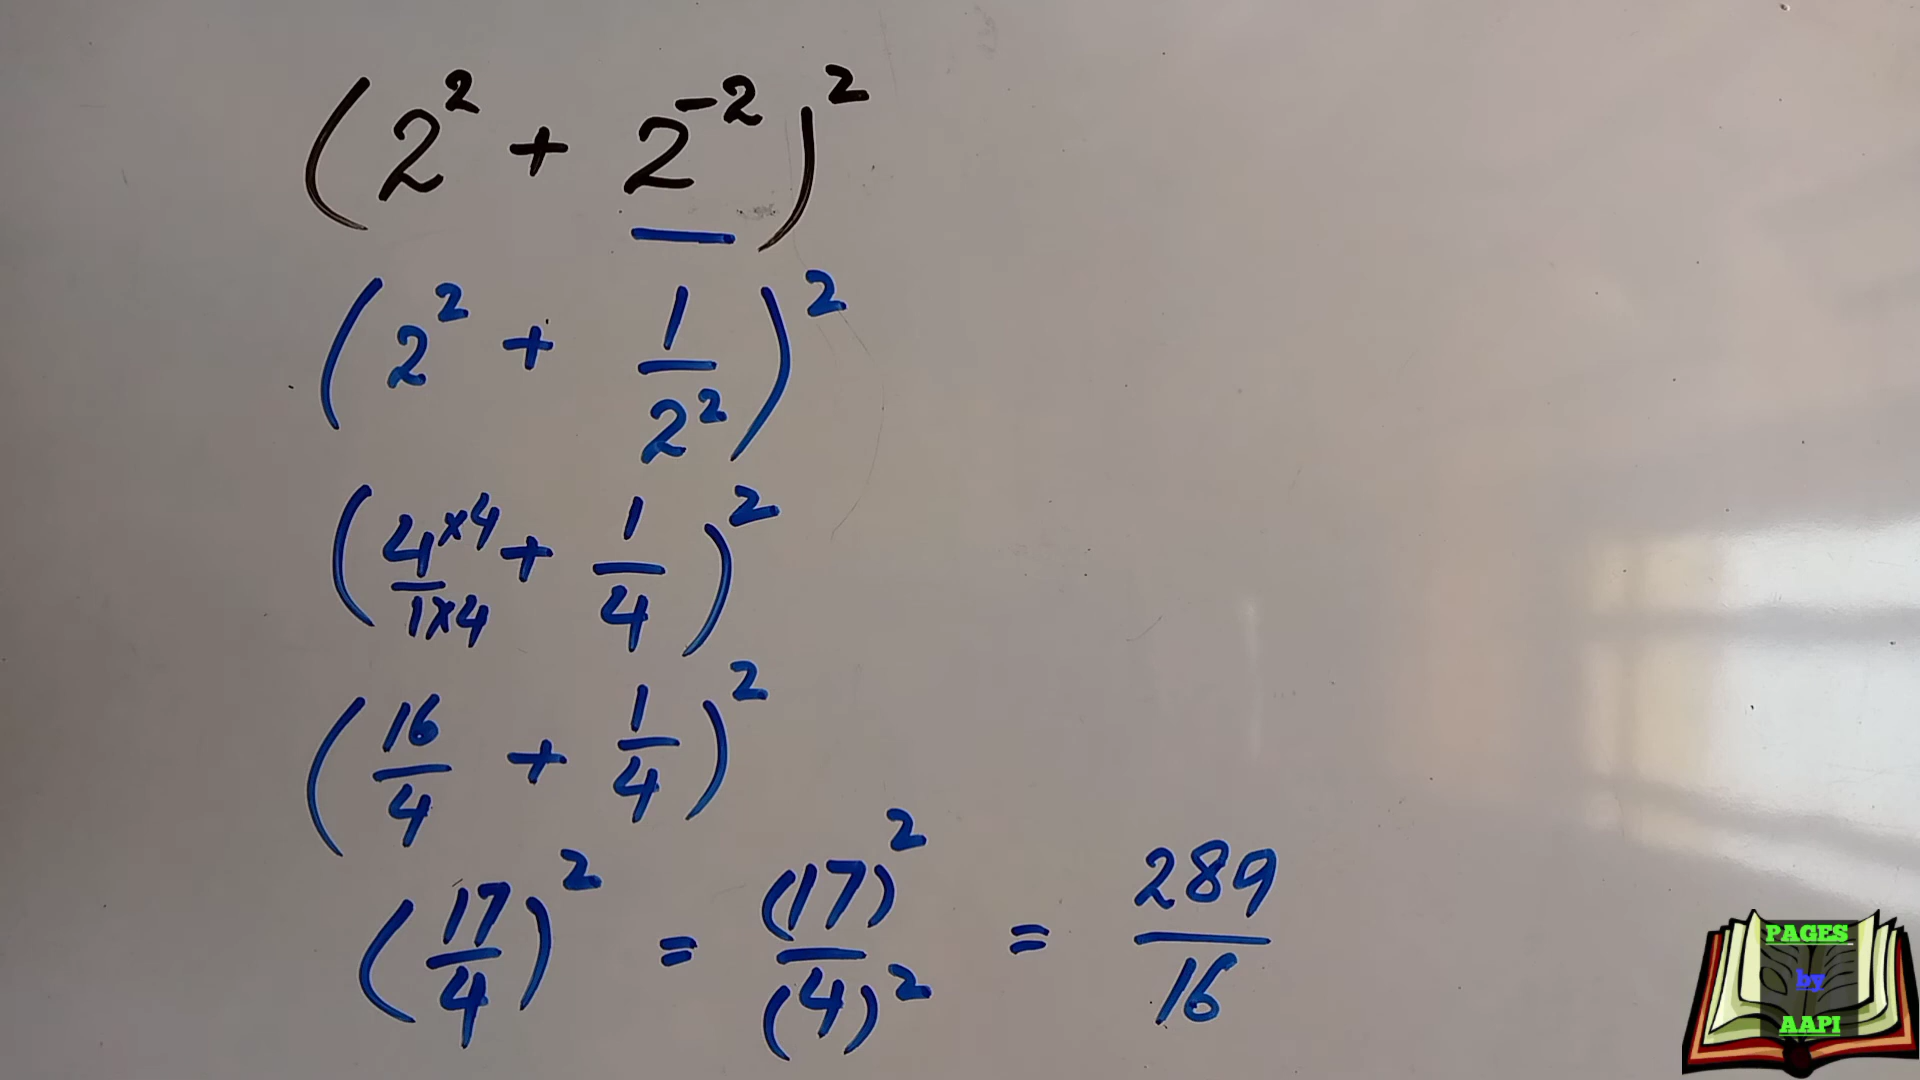 (2² + 2⁻²)²
(2² + 1/2²)²
(4×4/1×4 + 1/4)²
(16/4 + 1/4)²
(17/4)² = (17)²/(4)² = 289/16
PAGES
by
AAPI